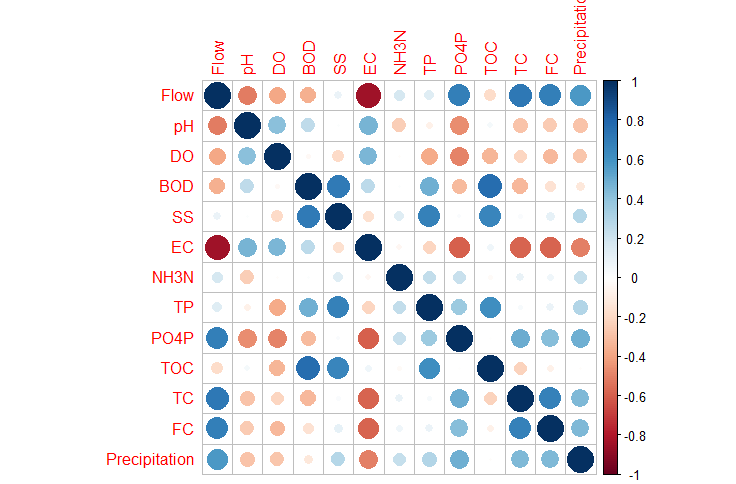 Flow pH DO BOD SS EC NH3N TP PO4P TOC TC FC Precipitation
Flow
pH
DO
BOD
SS
EC
NH3N
TP
PO4P
TOC
TC
FC
Precipitation
1
0.8
0.6
0.4
0.2
0
-0.2
-0.4
-0.6
-0.8
-1